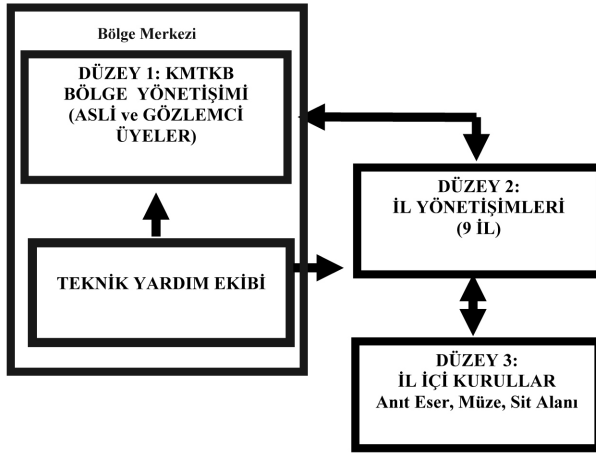 Bölge Merkezi
DÜZEY 1: KMTKB
BÖLGE YÖNETİŞİMİ
(ASLİ ve GÖZLEMCİ
ÜYELER)
DÜZEY 2:
İL YÖNETİŞİMLERİ
(9 İL)
TEKNİK YARDIM EKİBİ
DÜZEY 3:
İL İÇİ KURULLAR
Anıt Eser, Müze, Sit Alanı